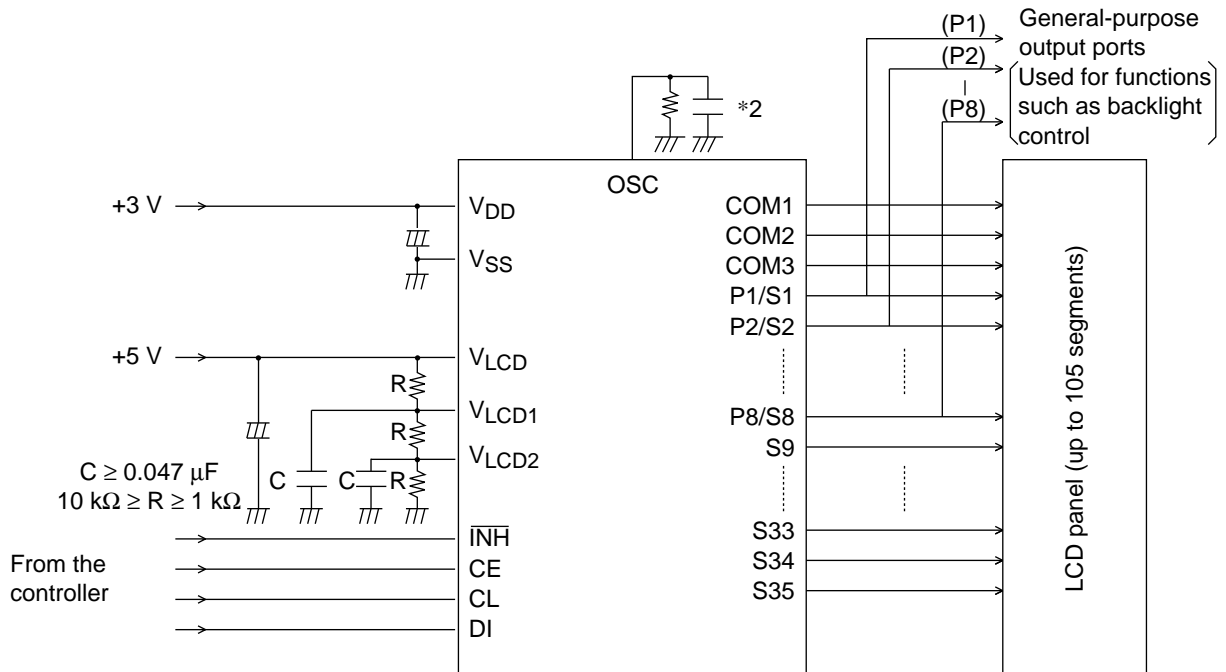 (P1)
General-purpose
output ports
(P2)
Used for functions
such as backlight
control
(P8)
*2
OSC
+3 V
VDD
VSS
COM1
COM2
COM3
P1/S1
P2/S2
+5 V
VLCD
R
VLCD1
R
VLCD2
C
C
R
P8/S8
S9
C ≥ 0.047 µF
10 kΩ ≥ R ≥ 1 kΩ
From the
controller
INH
CE
CL
DI
S33
S34
S35
LCD panel (up to 105 segments)